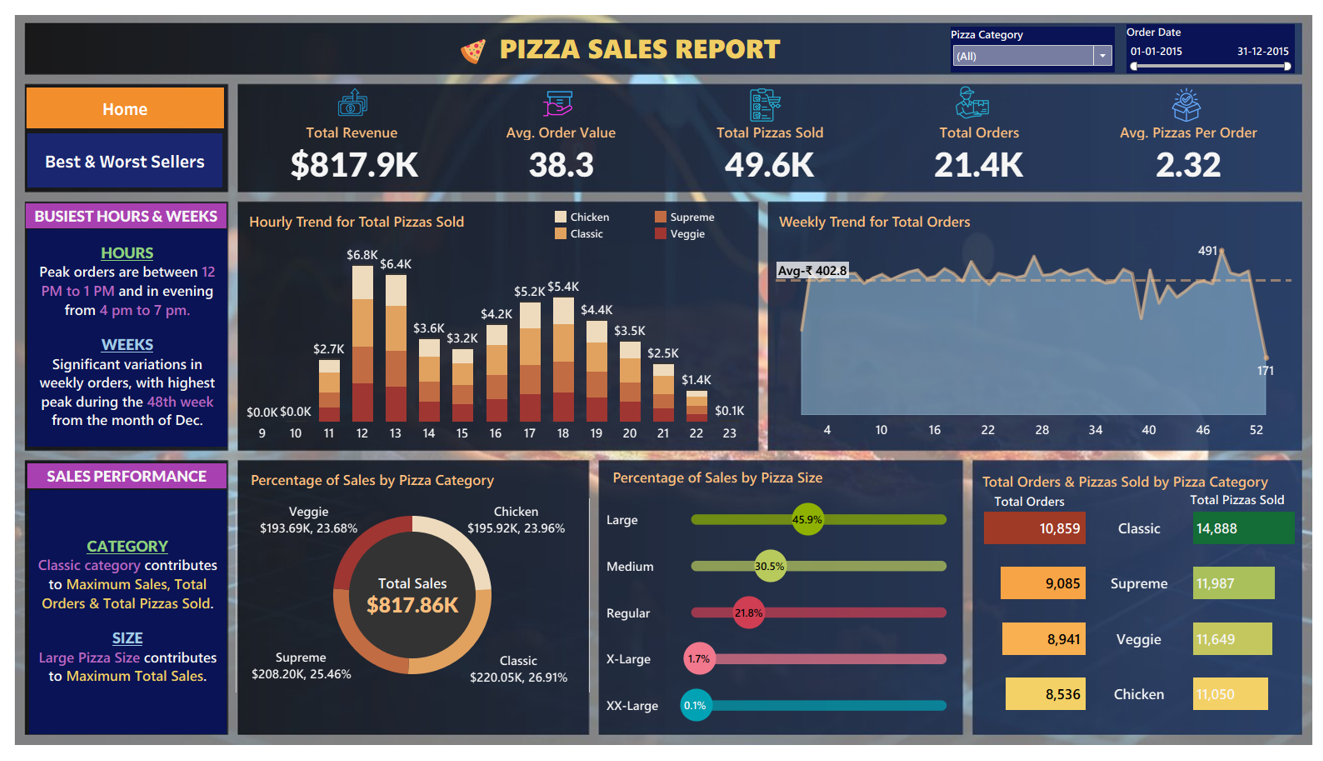 PIZZA SALES REPORT
Pizza Category
(All)
Order Date
01-01-2015 31-12-2015
Home
Best & Worst Sellers
Total Revenue
$817.9K
Avg. Order Value
38.3
Total Pizzas Sold
49.6K
Total Orders
21.4K
Avg. Pizzas Per Order
2.32
BUSIEST HOURS & WEEKS
HOURS
Peak orders are between 12
PM to 1 PM and in evening
from 4 pm to 7 pm.
WEEKS
Significant variations in
weekly orders, with highest
peak during the 48th week
from the month of Dec.
Hourly Trend for Total Pizzas Sold
Chicken Supreme
Classic Veggie
$0.0K $0.0K $2.7K $6.8K $6.4K $3.6K $3.2K $4.2K $5.2K $5.4K $4.4K $3.5K $2.5K $1.4K $0.1K
9 10 11 12 13 14 15 16 17 18 19 20 21 22 23
Weekly Trend for Total Orders
Avg-₹ 402.8
491
171
4 10 16 22 28 34 40 46 52
SALES PERFORMANCE
CATEGORY
Classic category contributes
to Maximum Sales, Total
Orders & Total Pizzas Sold.
SIZE
Large Pizza Size contributes
to Maximum Total Sales.
Percentage of Sales by Pizza Category
Veggie
$193.69K, 23.68%
Chicken
$195.92K, 23.96%
Total Sales
$817.86K
Supreme
$208.20K, 25.46%
Classic
$220.05K, 26.91%
Percentage of Sales by Pizza Size
Large 45.9%
Medium 30.5%
Regular 21.8%
X-Large 1.7%
XX-Large 0.1%
Total Orders & Pizzas Sold by Pizza Category
Total Orders Total Pizzas Sold
10,859 Classic 14,888
9,085 Supreme 11,987
8,941 Veggie 11,649
8,536 Chicken 11,050